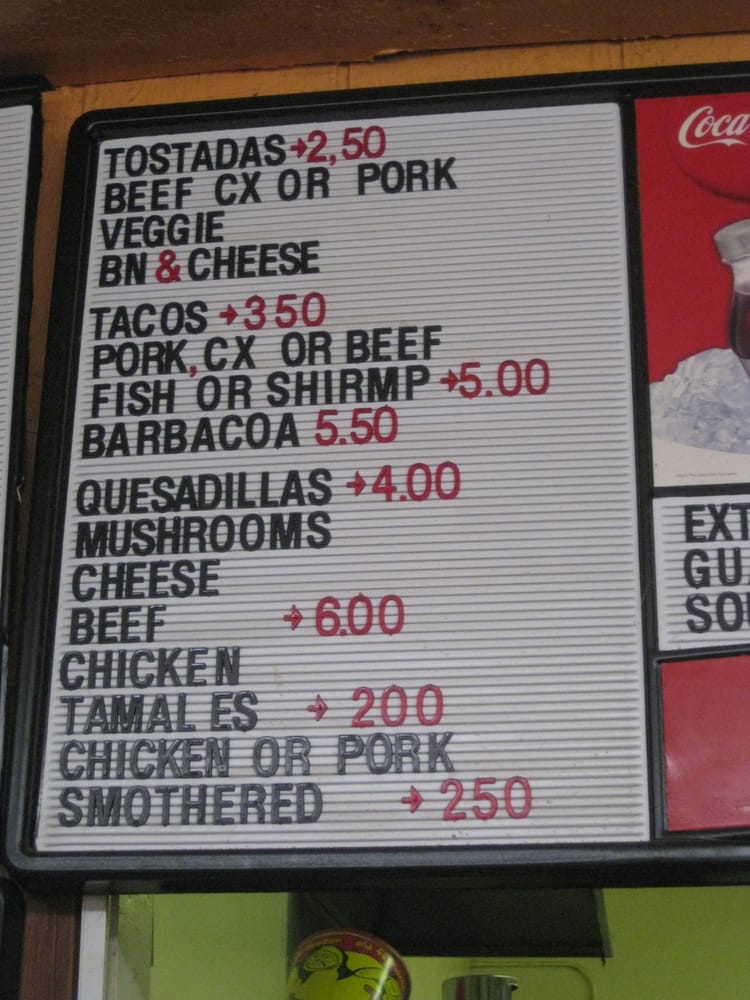 TOSTADAS→2,50
BEEF CX OR PORK
VEGGIE
BN & CHEESE
TACOS →350
PORK, CX OR BEEF
FISH OR SHIRMP →5.00
BARBACOA 5.50
QUESADILLAS →4.00
MUSHROOMS
CHEESE
BEEF → 6.00
CHICKEN
TAMALES → 200
CHICKEN OR PORK
SMOTHERED → 250
Coca
EXT
GU
SOU